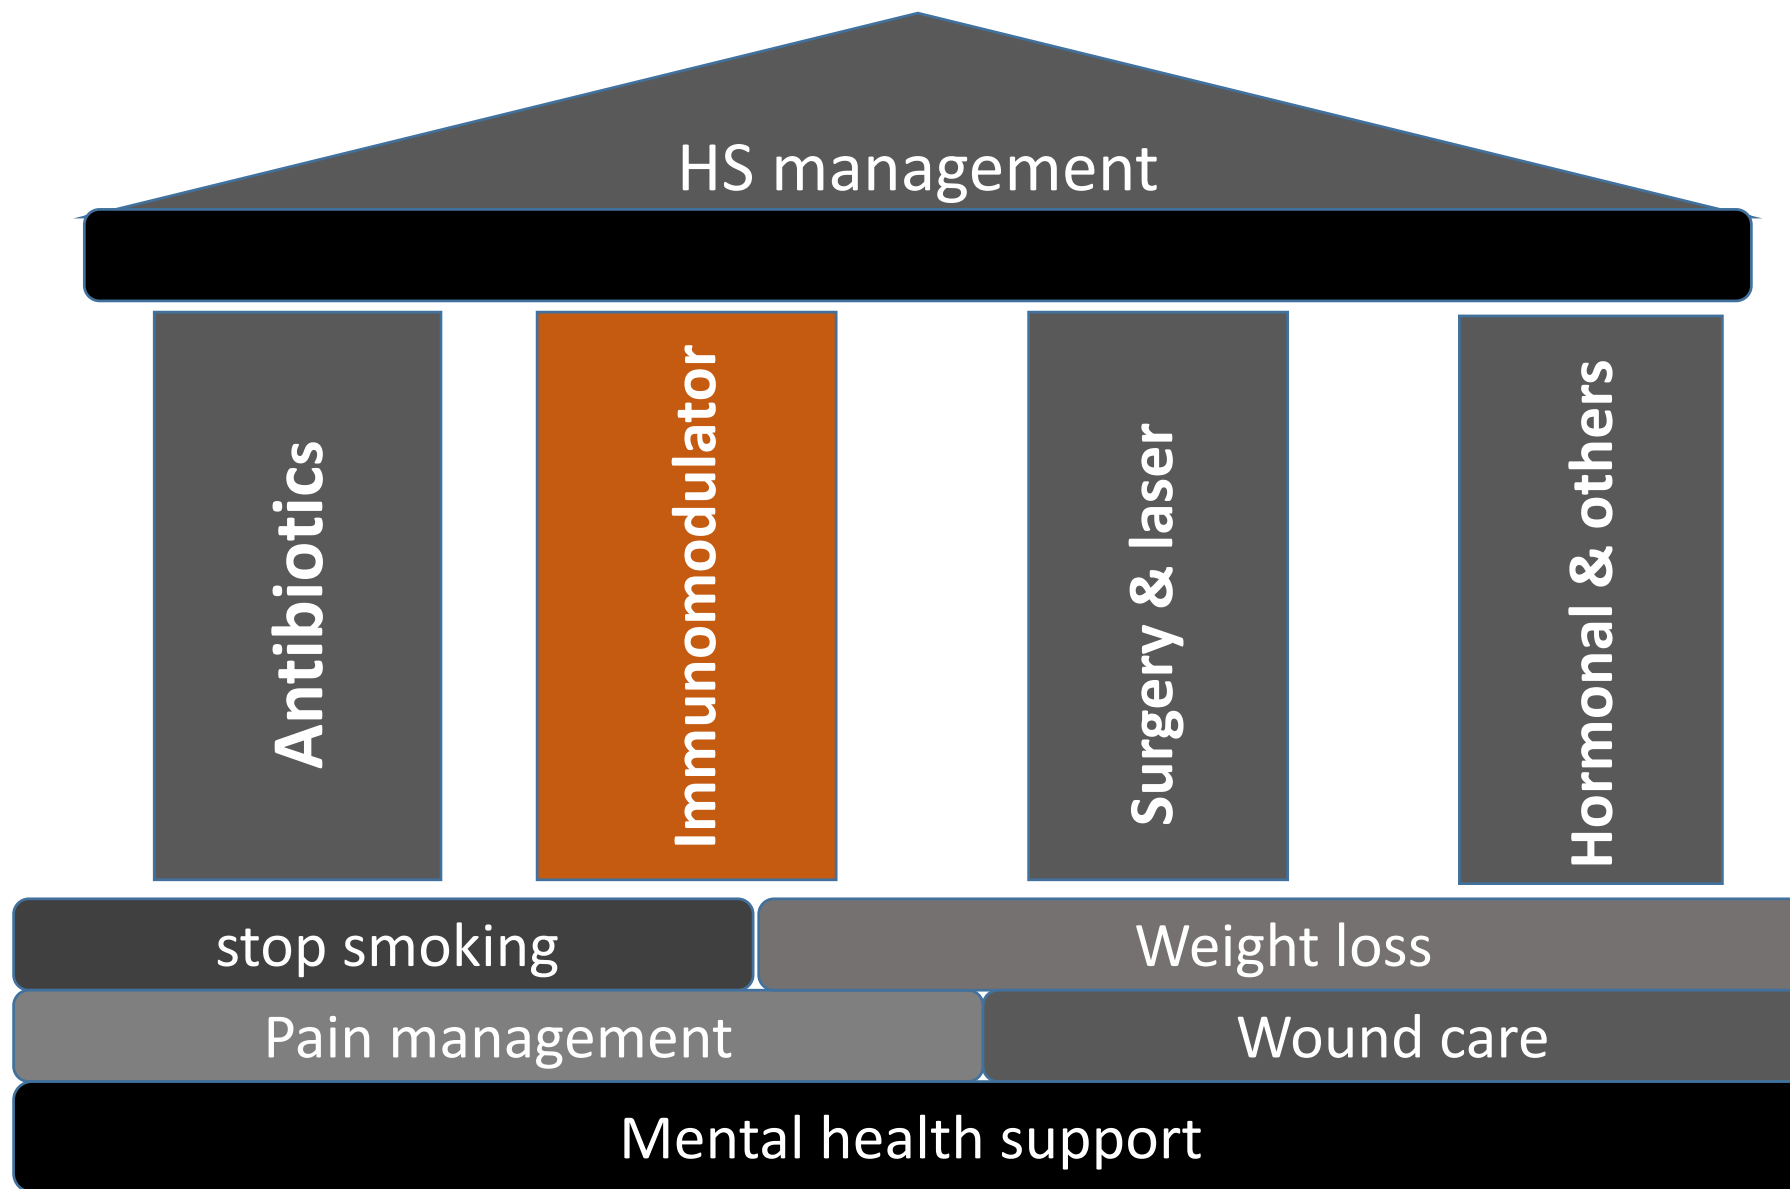 HS management
Antibiotics
Immunomodulator
Surgery & laser
Hormonal & others
stop smoking
Weight loss
Pain management
Wound care
Mental health support